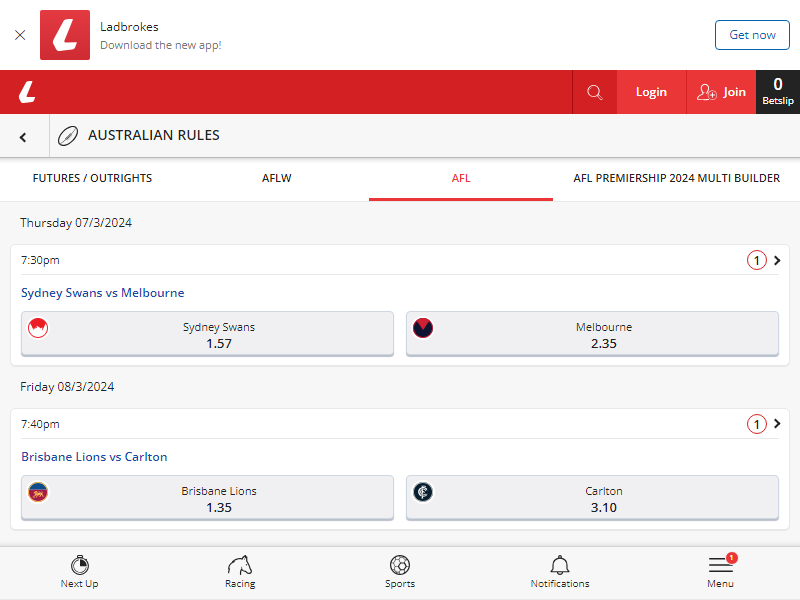 Ladbrokes
Download the new app!
Get now
Login
Join
0
Betslip
AUSTRALIAN RULES
FUTURES / OUTRIGHTS
AFLW
AFL
AFL PREMIERSHIP 2024 MULTI BUILDER
Thursday 07/3/2024
7:30pm
1
Sydney Swans vs Melbourne
Sydney Swans
1.57
Melbourne
2.35
Friday 08/3/2024
7:40pm
1
Brisbane Lions vs Carlton
Brisbane Lions
1.35
Carlton
3.10
Next Up
Racing
Sports
Notifications
1
Menu